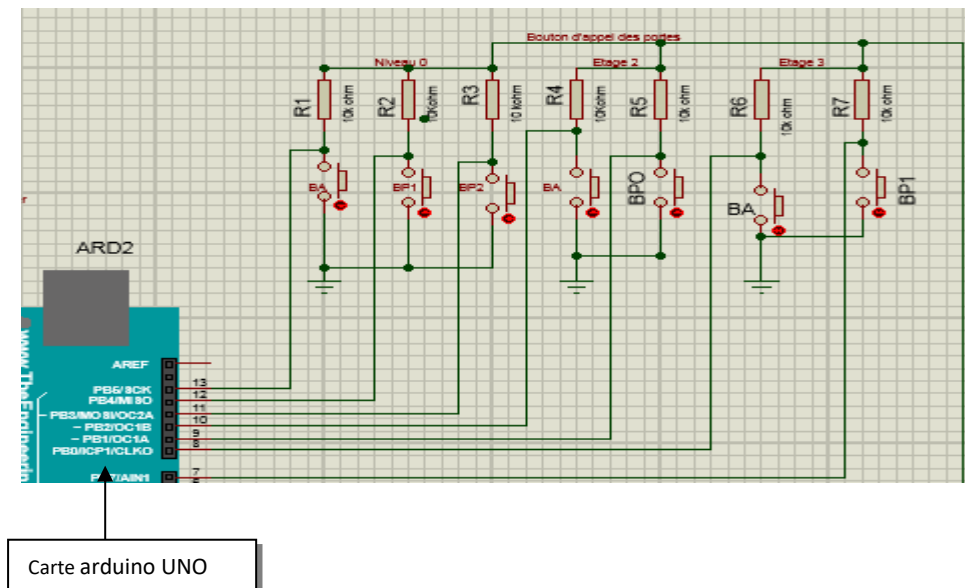 Bouton d'appel des portes
Niveau 0
Etage 2
Etage 3
R1
10k ohm
R2
10Kohm
R3
10 kohm
R4
10Kohm
R5
10k ohm
R6
10k ohm
R7
10k ohm
BA
BP1
BP2
BA
BPO
BA
BP1
ARD2
AREF
PB5/SCK
13
PB4/MISO
12
PB3/MOSI/OC2A
11
PB2/OC1B
10
PB1/OC1A
9
PB0/ICP1/CLKO
8
7/AIN1
7
Carte arduino UNO